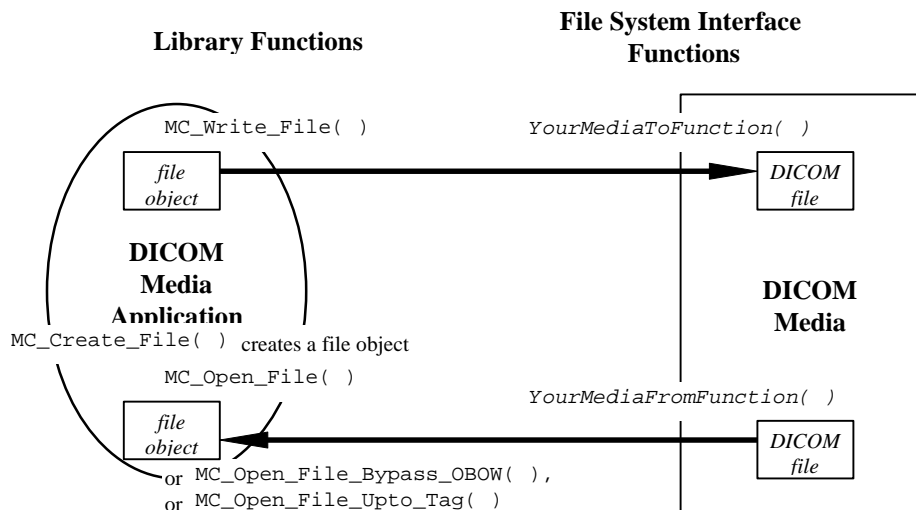 Library Functions
File System Interface
Functions
MC_Write_File( )
YourMediaToFunction( )
file
object
DICOM
file
DICOM
Media
Application
DICOM
Media
MC_Create_File( ) creates a file object
MC_Open_File( )
YourMediaFromFunction( )
file
object
DICOM
file
or MC_Open_File_Bypass_OBOW( ),
or MC_Open_File_Upto_Tag( )